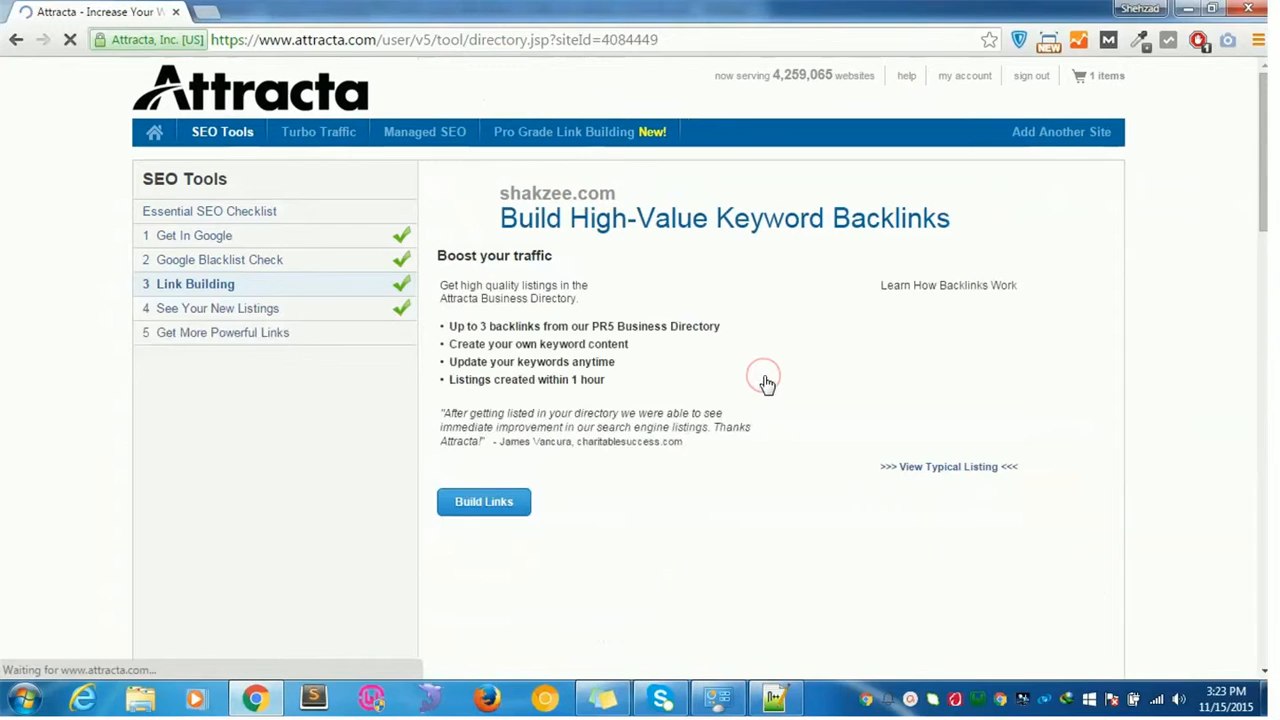 Attracta - Increase Your W
Shehzad
Attracta, Inc. [US]
https://www.attracta.com/user/v5/tool/directory.jsp?siteId=4084449
NEW
Attracta
now serving 4,259,065 websites
help
my account
sign out
1 items
SEO Tools
Turbo Traffic
Managed SEO
Pro Grade Link Building New!
Add Another Site
SEO Tools
Essential SEO Checklist
1 Get In Google
2 Google Blacklist Check
3 Link Building
4 See Your New Listings
5 Get More Powerful Links
shakzee.com
Build High-Value Keyword Backlinks
Boost your traffic
Get high quality listings in the
Attracta Business Directory.
Learn How Backlinks Work
• Up to 3 backlinks from our PR5 Business Directory
• Create your own keyword content
• Update your keywords anytime
• Listings created within 1 hour
"After getting listed in your directory we were able to see
immediate improvement in our search engine listings. Thanks
Attracta!" - James Vancura, charitablesuccess.com
>>> View Typical Listing <<<
Build Links
Waiting for www.attracta.com...
3:23 PM
11/15/2015